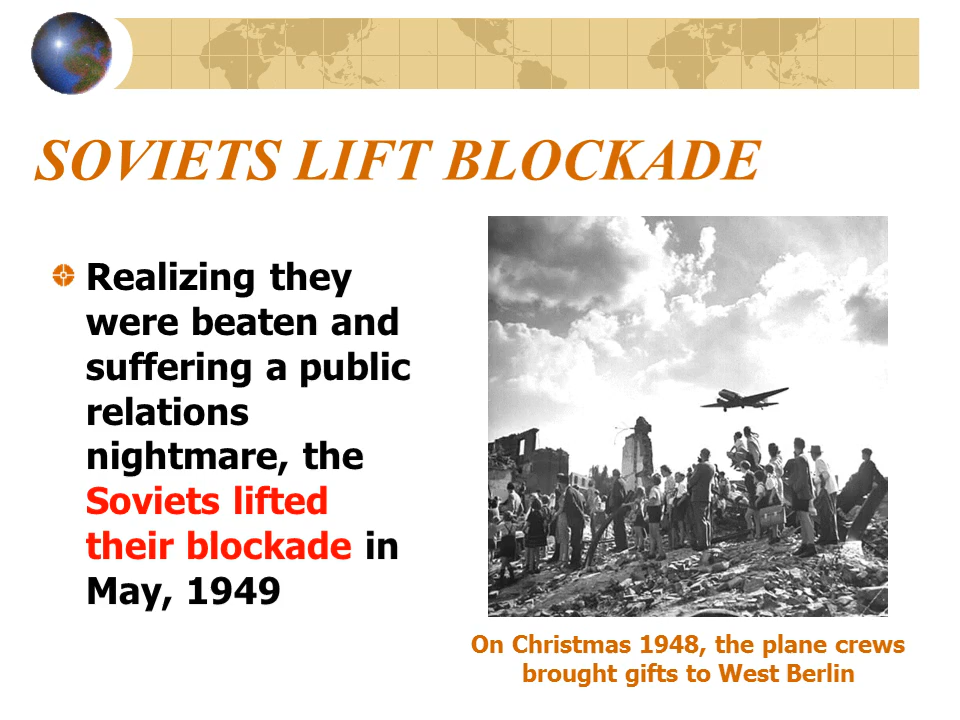 SOVIETS LIFT BLOCKADE
Realizing they
were beaten and
suffering a public
relations
nightmare, the
Soviets lifted
their blockade in
May, 1949
On Christmas 1948, the plane crews
brought gifts to West Berlin